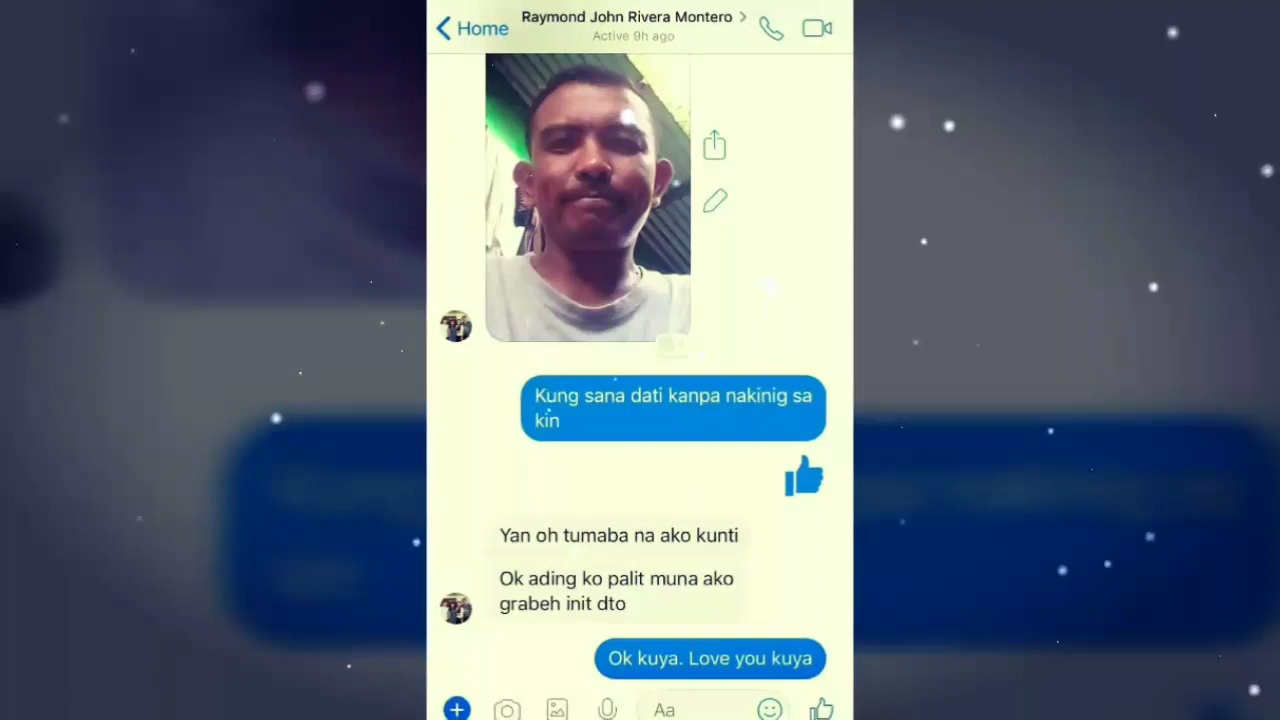 Home
Raymond John Rivera Montero
Active 9h ago
Kung sana dati kanpa nakinig sa
kin
Yan oh tumaba na ako kunti
Ok ading ko palit muna ako
grabeh init dto
Ok kuya. Love you kuya
Aa